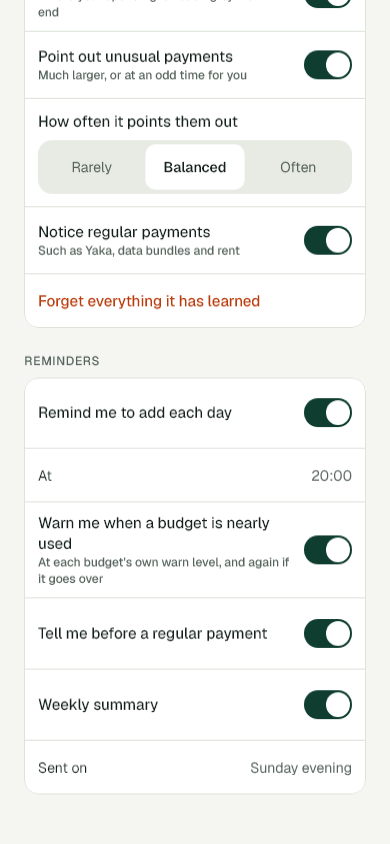 end
Point out unusual payments
Much larger, or at an odd time for you
How often it points them out
Rarely
Balanced
Often
Notice regular payments
Such as Yaka, data bundles and rent
Forget everything it has learned
REMINDERS
Remind me to add each day
At
20:00
Warn me when a budget is nearly
used
At each budget's own warn level, and again if
it goes over
Tell me before a regular payment
Weekly summary
Sent on
Sunday evening